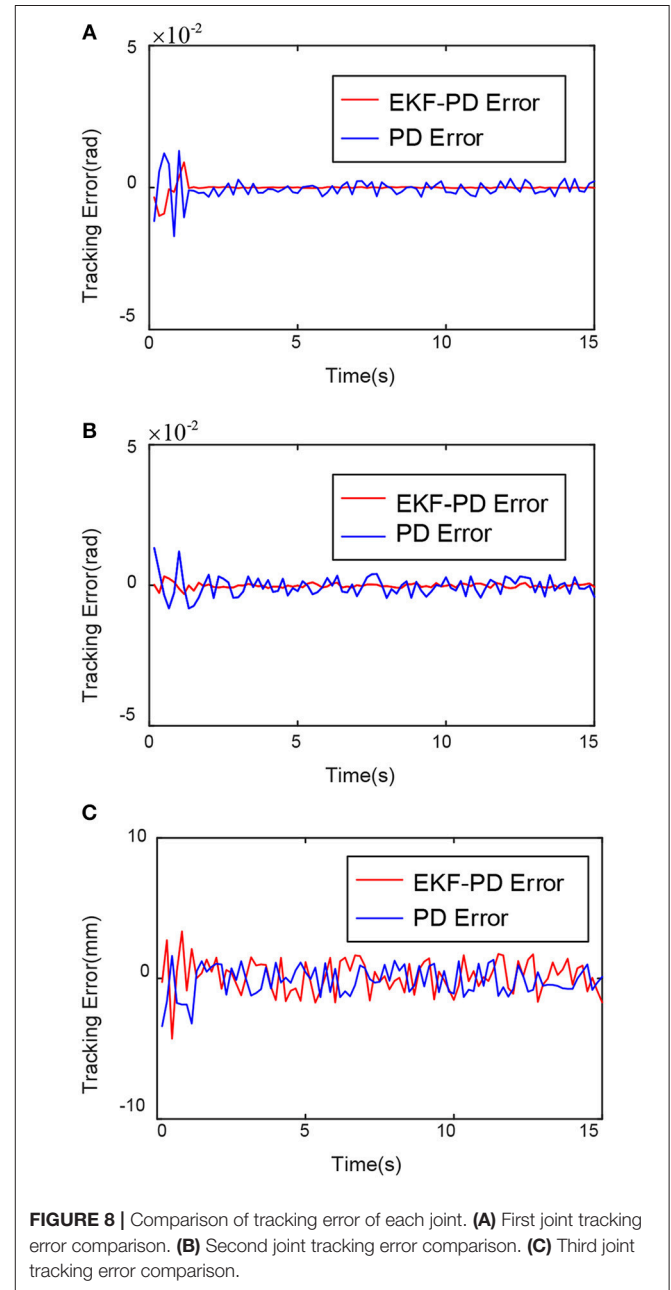 A
×10⁻²
5
EKF-PD Error
PD Error
Tracking Error(rad)
0
-5
0 5 10 15
Time(s)
B
×10⁻²
5
EKF-PD Error
PD Error
Tracking Error(rad)
0
-5
0 5 10 15
Time(s)
C
10
EKF-PD Error
PD Error
Tracking Error(mm)
0
-10
0 5 10 15
Time(s)
FIGURE 8 | Comparison of tracking error of each joint. (A) First joint tracking
error comparison. (B) Second joint tracking error comparison. (C) Third joint
tracking error comparison.